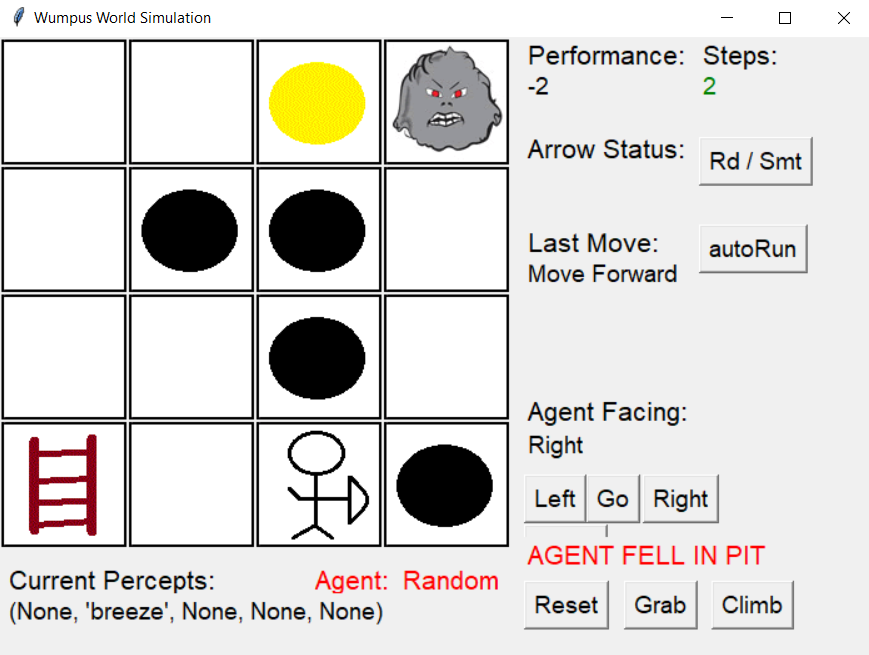 Wumpus World Simulation
Performance: Steps:
-2 2
Arrow Status: Rd / Smt
Last Move: autoRun
Move Forward
Agent Facing:
Right
Left Go Right
AGENT FELL IN PIT
Reset Grab Climb
Current Percepts: Agent: Random
(None, 'breeze', None, None, None)